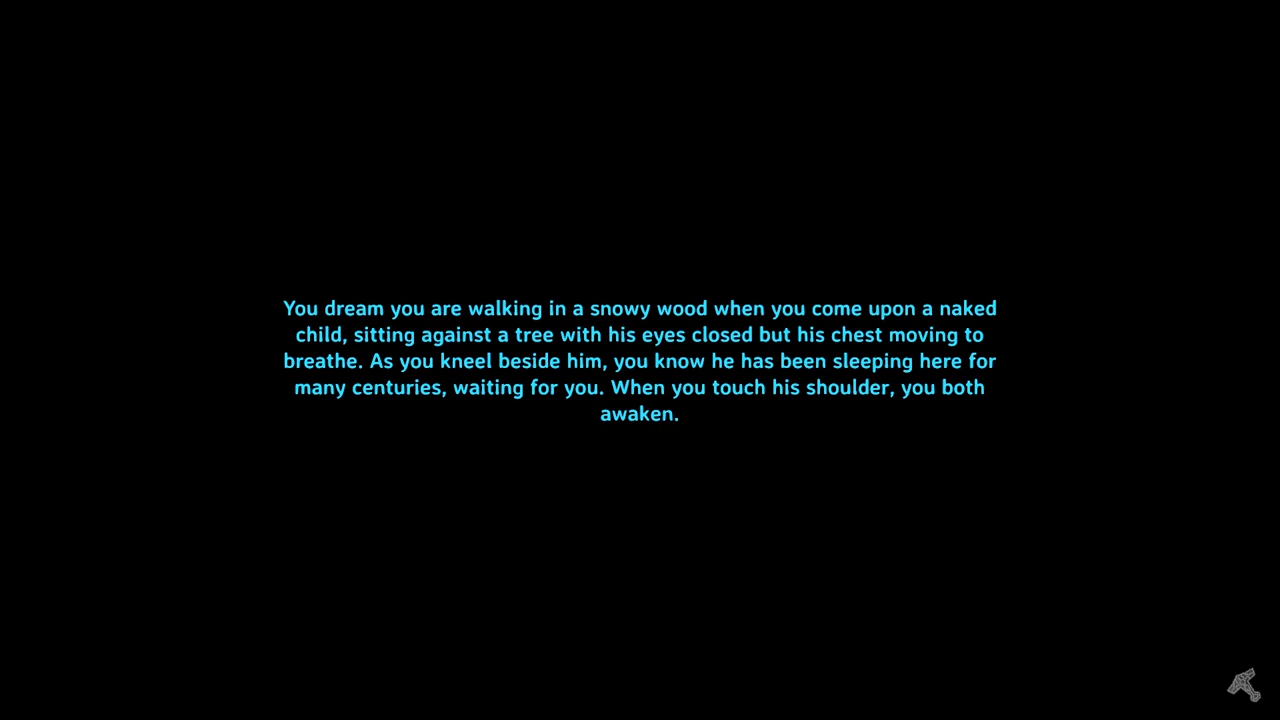 You dream you are walking in a snowy wood when you come upon a naked
child, sitting against a tree with his eyes closed but his chest moving to
breathe. As you kneel beside him, you know he has been sleeping here for
many centuries, waiting for you. When you touch his shoulder, you both
awaken.